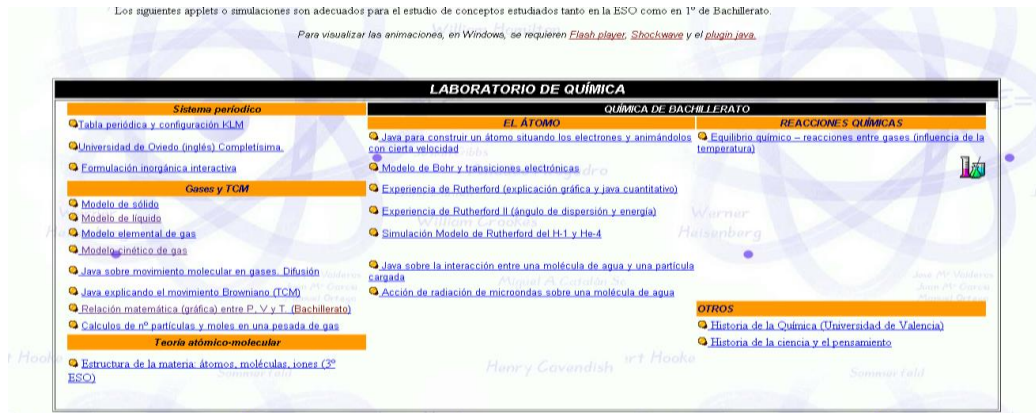 Los siguientes applets o simulaciones son adecuados para el estudio de conceptos estudiados tanto en la ESO como en 1º de Bachillerato.
Para visualizar las animaciones, en Windows, se requieren Flash player, Shockwave y el plugin java.
LABORATORIO DE QUÍMICA
Sistema periodico
Tabla periódica y configuración KLM
Universidad de Oviedo (inglés) Completísima.
Formulación inorgánica interactiva
Gases y TCM
Modelo de sólido
Modelo de líquido
Modelo elemental de gas
Modelo cinético de gas
Java sobre movimiento molecular en gases. Difusión
Java explicando el movimiento Browniano (TCM)
Relación matemática (gráfica) entre P, V y T. (Bachillerato)
Calculos de nº partículas y moles en una pesada de gas
Teoría atómico-molecular
Estructura de la materia: átomos, moléculas, iones (3º
ESO)
QUÍMICA DE BACHILLERATO
EL ÁTOMO
Java para construir un átomo situando los electrones y animándolos
con cierta velocidad
Modelo de Bohr y transiciones electrónicas
Experiencia de Rutherford (explicación gráfica y java cuantitativo)
Experiencia de Rutherford II (ángulo de dispersión y energía)
Simulación Modelo de Rutherford del H-1 y He-4
Java sobre la interacción entre una molécula de agua y una partícula
cargada
Acción de radiación de microondas sobre una molécula de agua
REACCIONES QUÍMICAS
Equilibrio químico – reacciones entre gases (influencia de la
temperatura)
OTROS
Historia de la Química (Universidad de Valencia)
Historia de la ciencia y el pensamiento
William Crookes
Werner
Heisenberg
Henry Cavendish
Hooke